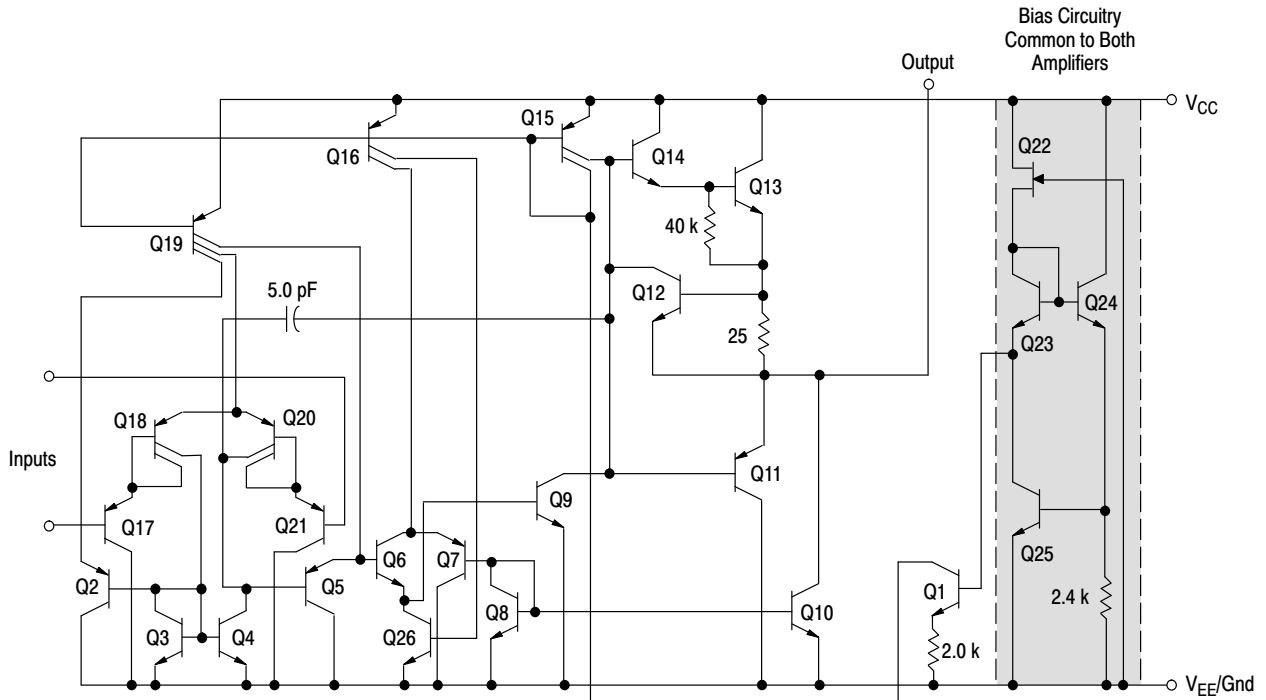 Bias Circuitry
Common to Both
Amplifiers
Output
VCC
Q15
Q16
Q14
Q22
Q13
Q19
40 k
5.0 pF
Q12
Q24
25
Q23
Q18
Q20
Inputs
Q11
Q9
Q17
Q21
Q25
Q6
Q7
Q2
Q5
Q1
2.4 k
Q8
Q10
Q3
Q4
Q26
2.0 k
VEE/Gnd